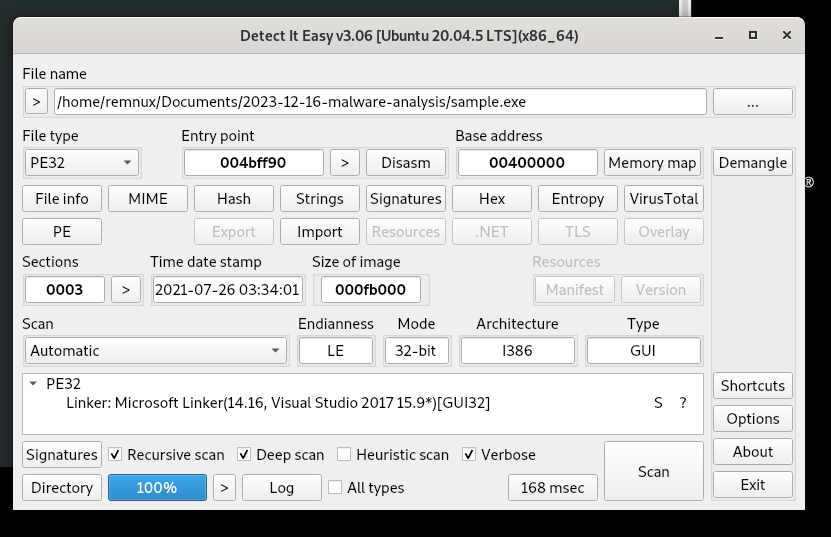 Detect It Easy v3.06 [Ubuntu 20.04.5 LTS](x86_64)
File name
> /home/remnux/Documents/2023-12-16-malware-analysis/sample.exe ...
File type Entry point Base address
PE32 004bff90 > Disasm 00400000 Memory map Demangle
®
File info MIME Hash Strings Signatures Hex Entropy VirusTotal
PE Export Import Resources .NET TLS Overlay
Sections Time date stamp Size of image Resources
0003 > 2021-07-26 03:34:01 000fb000 Manifest Version
Scan Endianness Mode Architecture Type
Automatic LE 32-bit I386 GUI
PE32
Shortcuts
Linker: Microsoft Linker(14.16, Visual Studio 2017 15.9*)[GUI32] S ?
Options
Signatures Recursive scan Deep scan Heuristic scan Verbose About
Scan
Directory 100% > Log All types 168 msec Exit